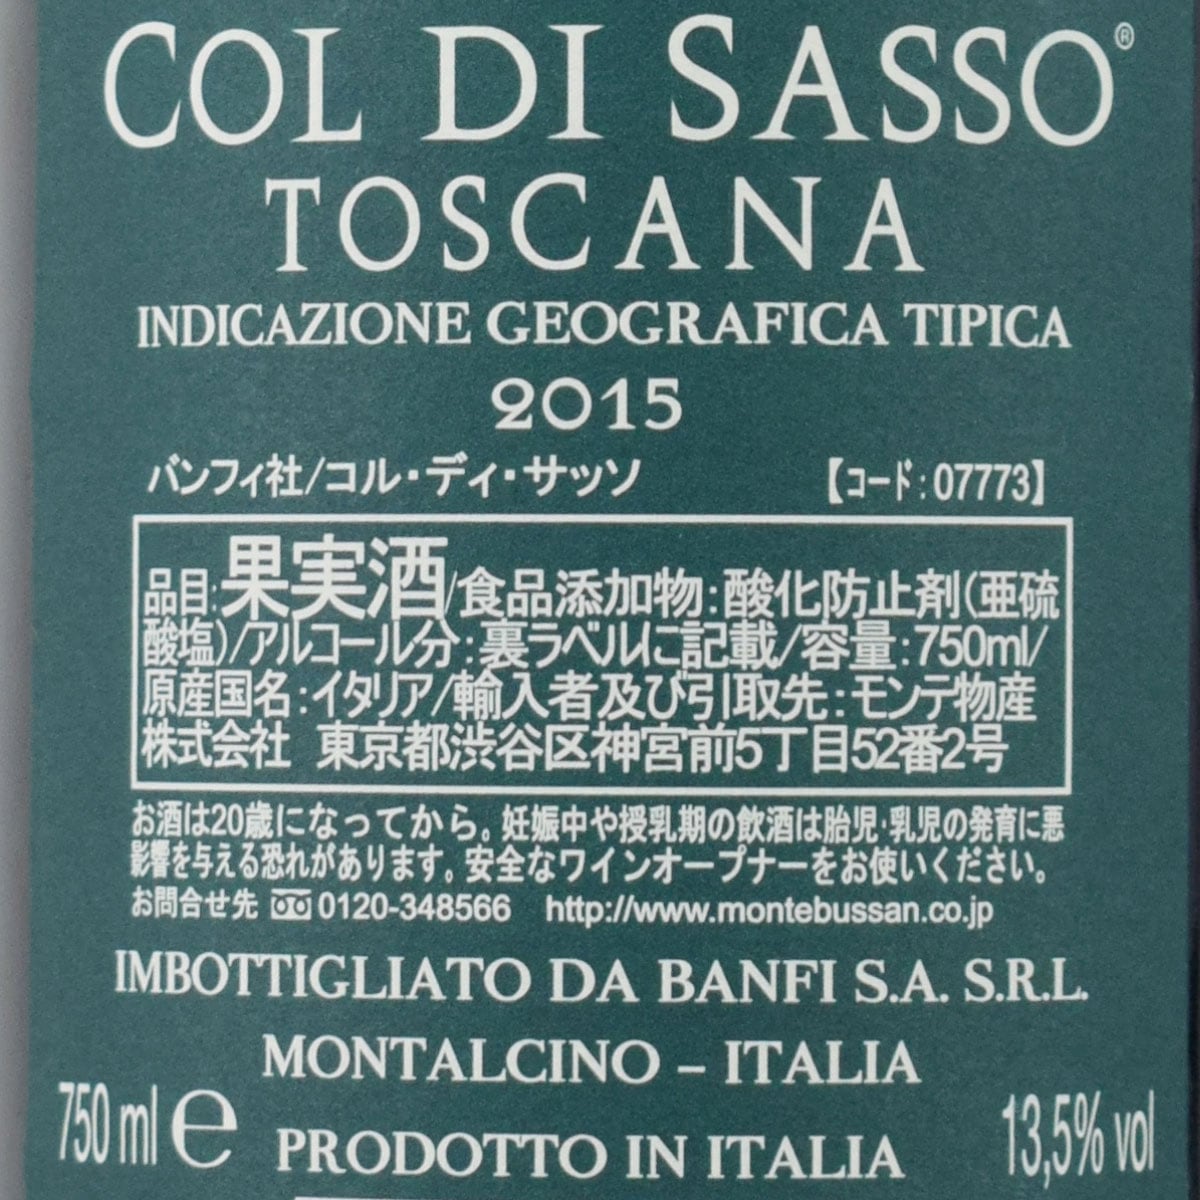 COL DI SASSO®
TOSCANA
INDICAZIONE GEOGRAFICA TIPICA
2015
バンフィ社/コル・ディ・サッソ 【コード:07773】
品目:果実酒/食品添加物:酸化防止剤(亜硫
酸塩)/アルコール分:裏ラベルに記載/容量:750ml/
原産国名:イタリア/輸入者及び引取先:モンテ物産
株式会社 東京都渋谷区神宮前5丁目52番2号
お酒は20歳になってから。妊娠中や授乳期の飲酒は胎児・乳児の発育に悪
影響を与える恐れがあります。安全なワインオープナーをお使いください。
お問合せ先 0120-348566 http://www.montebussan.co.jp
IMBOTTIGLIATO DA BANFI S.A. S.R.L.
MONTALCINO – ITALIA
750 ml e PRODOTTO IN ITALIA 13,5% vol